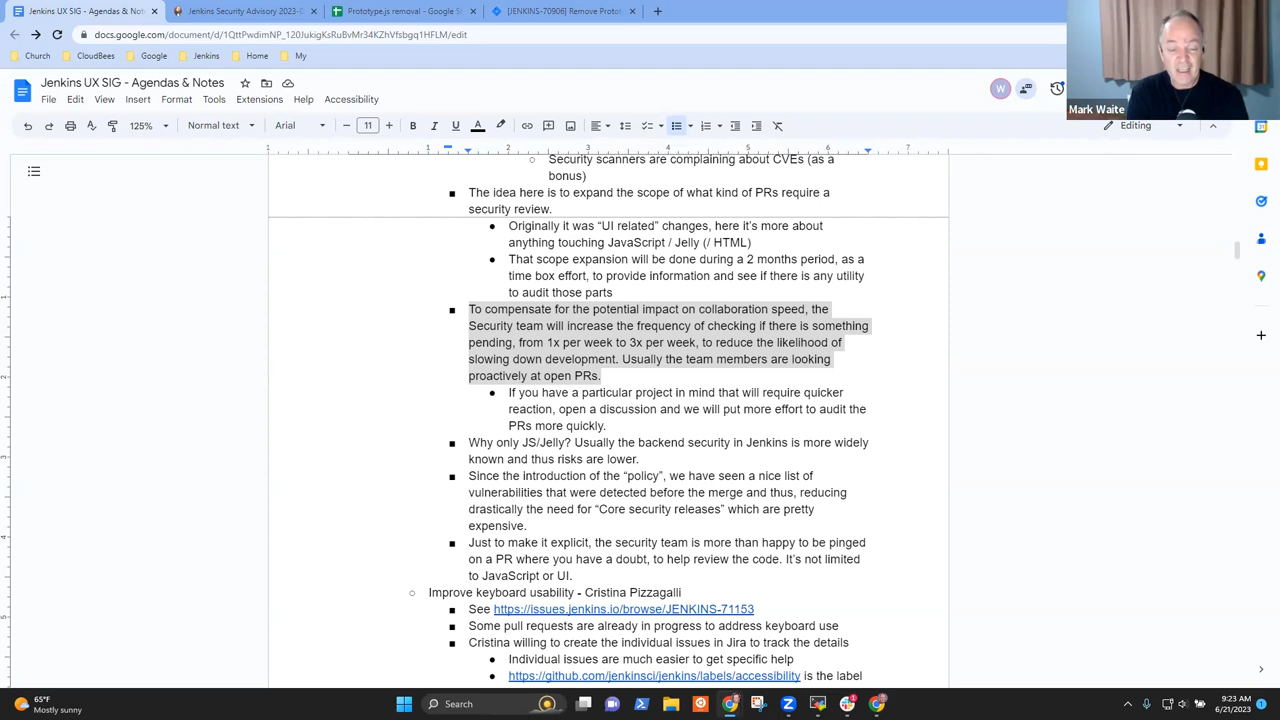 Jenkins UX SIG - Agendas & Notes
Jenkins Security Advisory 2023-
Prototype.js removal - Google S
[JENKINS-70906] Remove Protot
docs.google.com/document/d/1QttPwdimNP_120JukigKsRuBvMr34KZhVfsbgq1HFLM/edit
Church
CloudBees
Google
Jenkins
Home
My
Mark Waite
Jenkins UX SIG - Agendas & Notes
W
File Edit View Insert Format Tools Extensions Help Accessibility
125% Normal text Arial 11 Editing
1 1 2 3 4 5 6 7
Security scanners are complaining about CVEs (as a
bonus)
The idea here is to expand the scope of what kind of PRs require a
security review.
Originally it was “UI related” changes, here it’s more about
anything touching JavaScript / Jelly (/ HTML)
That scope expansion will be done during a 2 months period, as a
time box effort, to provide information and see if there is any utility
to audit those parts
To compensate for the potential impact on collaboration speed, the
Security team will increase the frequency of checking if there is something
pending, from 1x per week to 3x per week, to reduce the likelihood of
slowing down development. Usually the team members are looking
proactively at open PRs.
If you have a particular project in mind that will require quicker
reaction, open a discussion and we will put more effort to audit the
PRs more quickly.
Why only JS/Jelly? Usually the backend security in Jenkins is more widely
known and thus risks are lower.
Since the introduction of the “policy”, we have seen a nice list of
vulnerabilities that were detected before the merge and thus, reducing
drastically the need for “Core security releases” which are pretty
expensive.
Just to make it explicit, the security team is more than happy to be pinged
on a PR where you have a doubt, to help review the code. It’s not limited
to JavaScript or UI.
Improve keyboard usability - Cristina Pizzagalli
See https://issues.jenkins.io/browse/JENKINS-71153
Some pull requests are already in progress to address keyboard use
Cristina willing to create the individual issues in Jira to track the details
Individual issues are much easier to get specific help
https://github.com/jenkinsci/jenkins/labels/accessibility is the label
65°F
Mostly sunny
Search
9:23 AM
6/21/2023